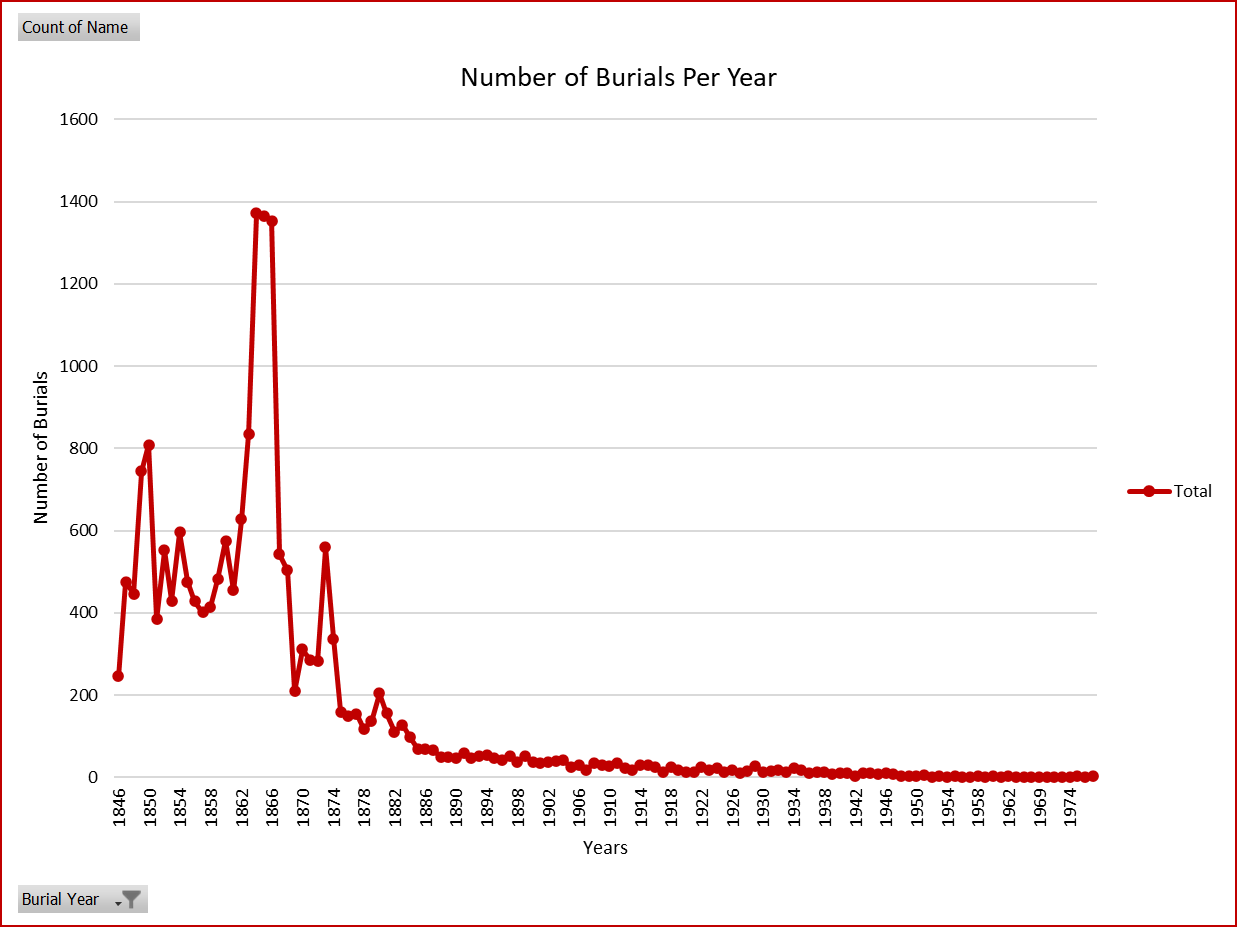 Count of Name
Number of Burials Per Year
1600
1400
1200
1000
800
600
400
200
0
Number of Burials
1846 1850 1854 1858 1862 1866 1870 1874 1878 1882 1886 1890 1894 1898 1902 1906 1910 1914 1918 1922 1926 1930 1934 1938 1942 1946 1950 1954 1958 1962 1969 1974
Years
Total
Burial Year